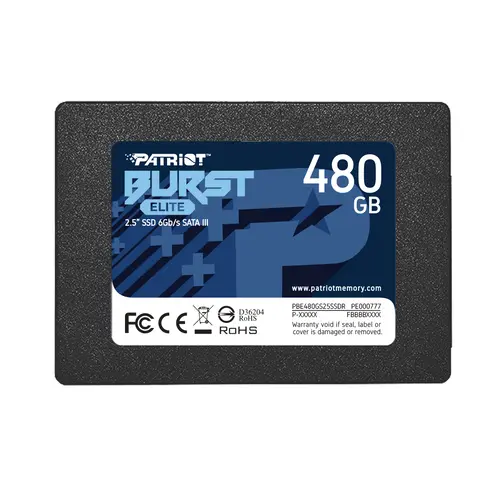 PATRIOT
BURST
ELITE
2.5" SSD 6Gb/s SATA III
480
GB
www.patriotmemory.com
PBE480GS25SSDR PE000777
P-XXXXX FBBBBXXXX
Warranty void if seal, label or
cover is damaged or removed.
FC CE
D36204
RoHS
RoHS